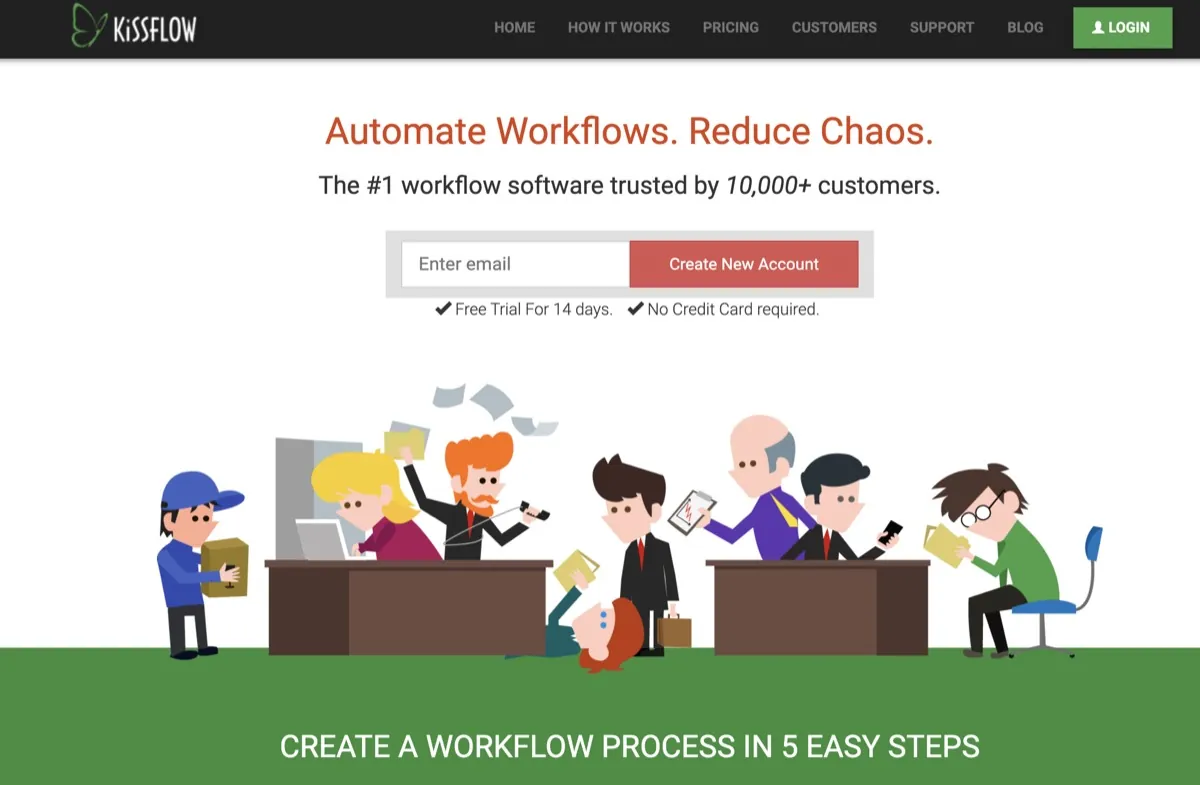 KiSSFLOW
HOME HOW IT WORKS PRICING CUSTOMERS SUPPORT BLOG LOGIN
Automate Workflows. Reduce Chaos.
The #1 workflow software trusted by 10,000+ customers.
Enter email Create New Account
Free Trial For 14 days. No Credit Card required.
CREATE A WORKFLOW PROCESS IN 5 EASY STEPS